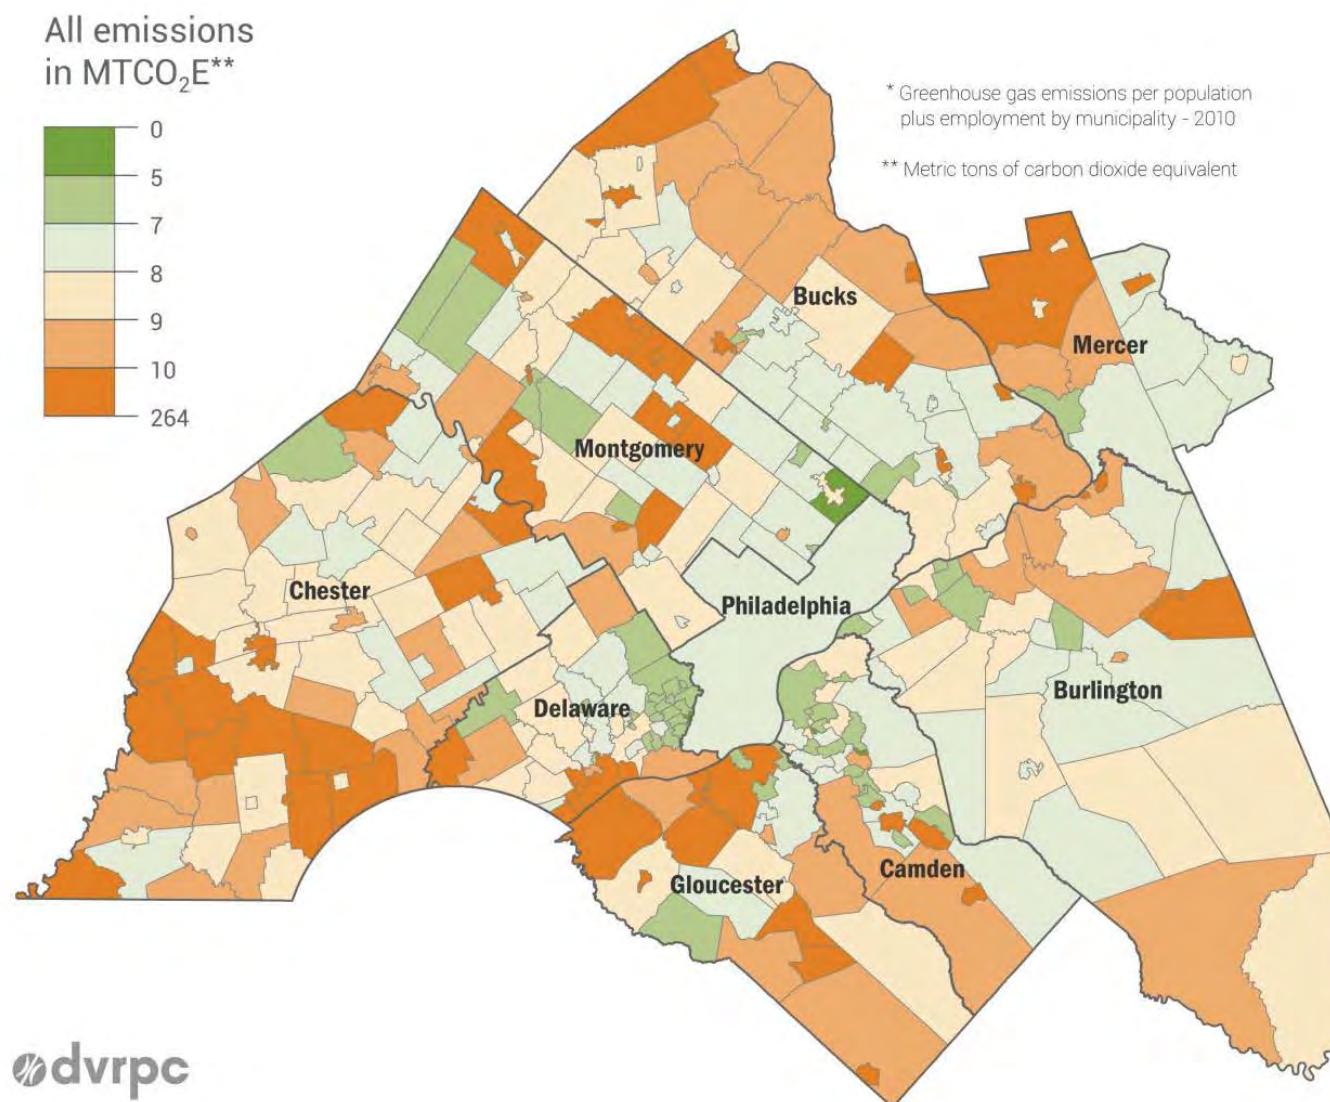 All emissions
in MTCO₂E**
0
5
7
8
9
10
264
* Greenhouse gas emissions per population
plus employment by municipality - 2010
** Metric tons of carbon dioxide equivalent
Bucks
Mercer
Montgomery
Chester
Philadelphia
Delaware
Burlington
Gloucester
Camden
dvrpc